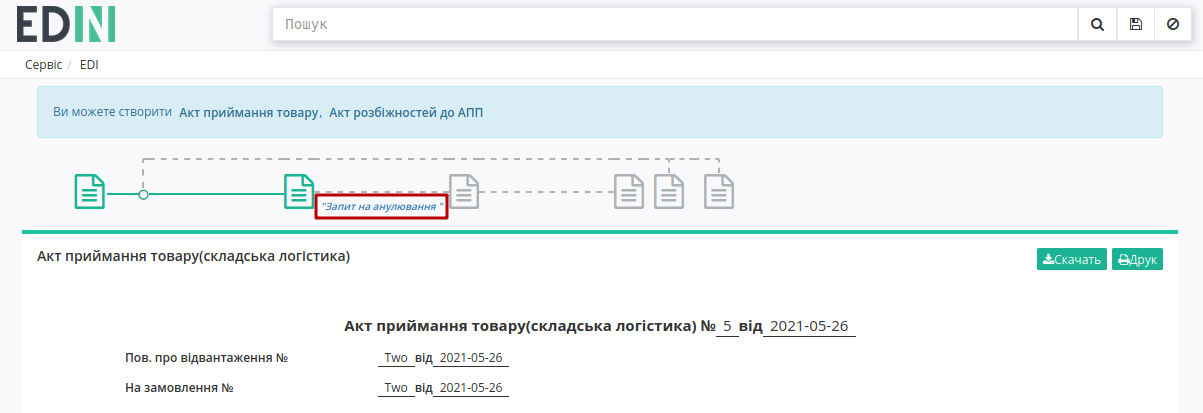 EDIN
Пошук
Сервіс / EDI
Ви можете створити Акт приймання товару, Акт розбіжностей до АПП
"Запит на анулювання "
Акт приймання товару(складська логістика)
Скачать Друк
Акт приймання товару(складська логістика) № 5 від 2021-05-26
Пов. про відвантаження № Two від 2021-05-26
На замовлення № Two від 2021-05-26